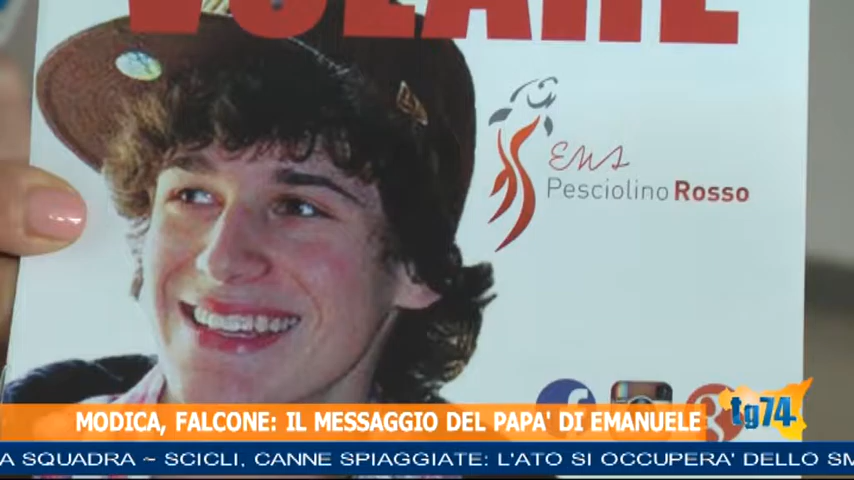 VOLARE
ENS
Pesciolino Rosso
MODICA, FALCONE: IL MESSAGGIO DEL PAPA' DI EMANUELE
tg74
A SQUADRA ~ SCICLI, CANNE SPIAGGIATE: L'ATO SI OCCUPERA' DELLO SM